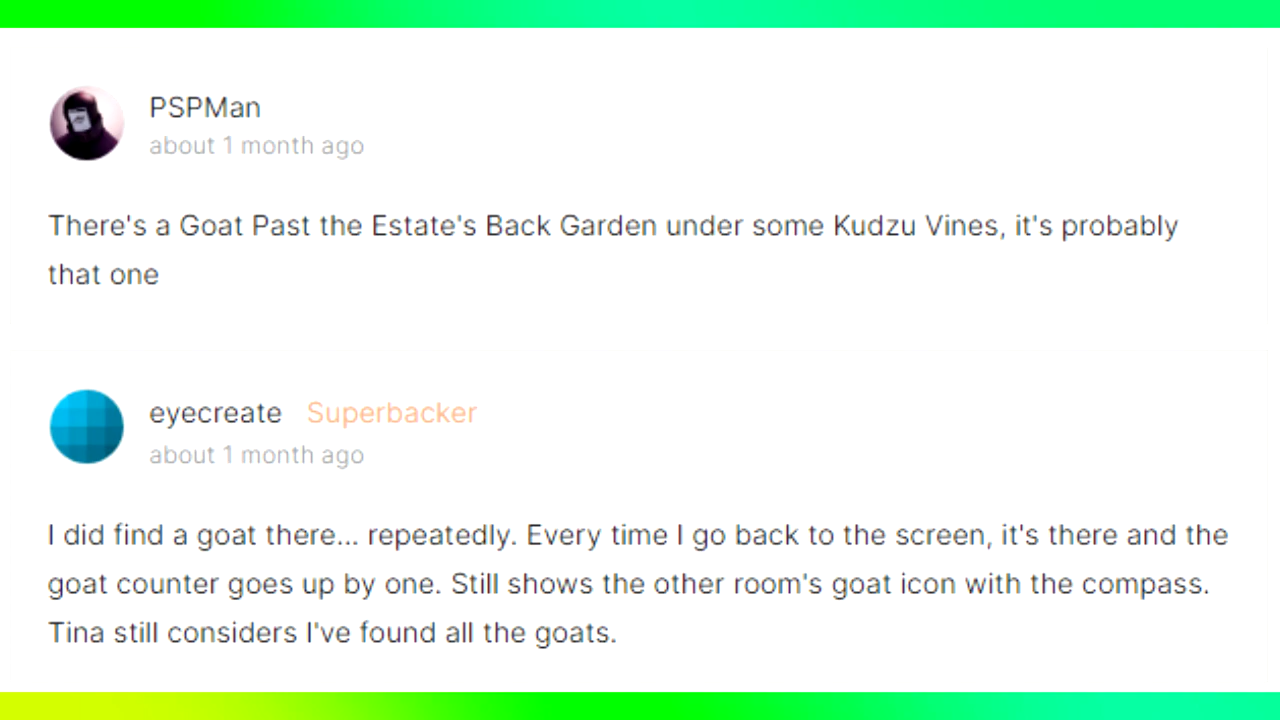 PSPMan
about 1 month ago
There's a Goat Past the Estate's Back Garden under some Kudzu Vines, it's probably
that one
eyecreate Superbacker
about 1 month ago
I did find a goat there... repeatedly. Every time I go back to the screen, it's there and the
goat counter goes up by one. Still shows the other room's goat icon with the compass.
Tina still considers I've found all the goats.